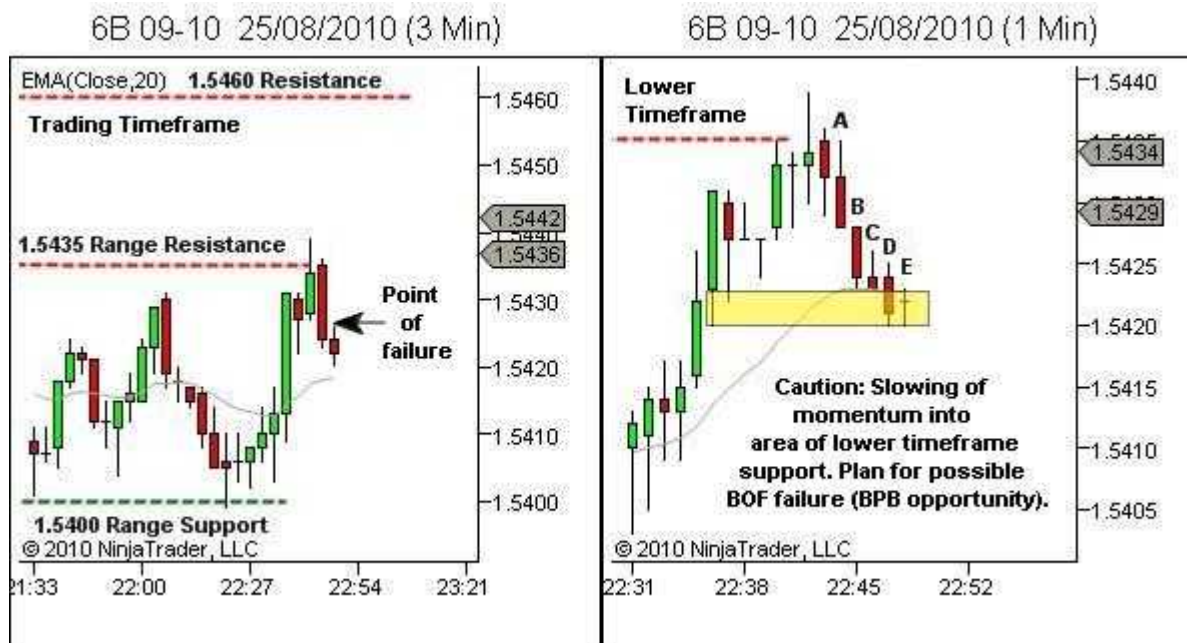 6B 09-10 25/08/2010 (3 Min)
EMA(Close,20) 1.5460 Resistance
Trading Timeframe
1.5435 Range Resistance
Point
of
failure
1.5400 Range Support
© 2010 NinjaTrader, LLC
1.5460
1.5450
1.5442
1.5440
1.5436
1.5430
1.5420
1.5410
1.5400
21:33 22:00 22:27 22:54 23:21
6B 09-10 25/08/2010 (1 Min)
Lower
Timeframe
A
B
C
D
E
Caution: Slowing of
momentum into
area of lower timeframe
support. Plan for possible
BOF failure (BPB opportunity).
© 2010 NinjaTrader, LLC
1.5440
1.5434
1.5429
1.5425
1.5420
1.5415
1.5410
1.5405
22:31 22:38 22:45 22:52